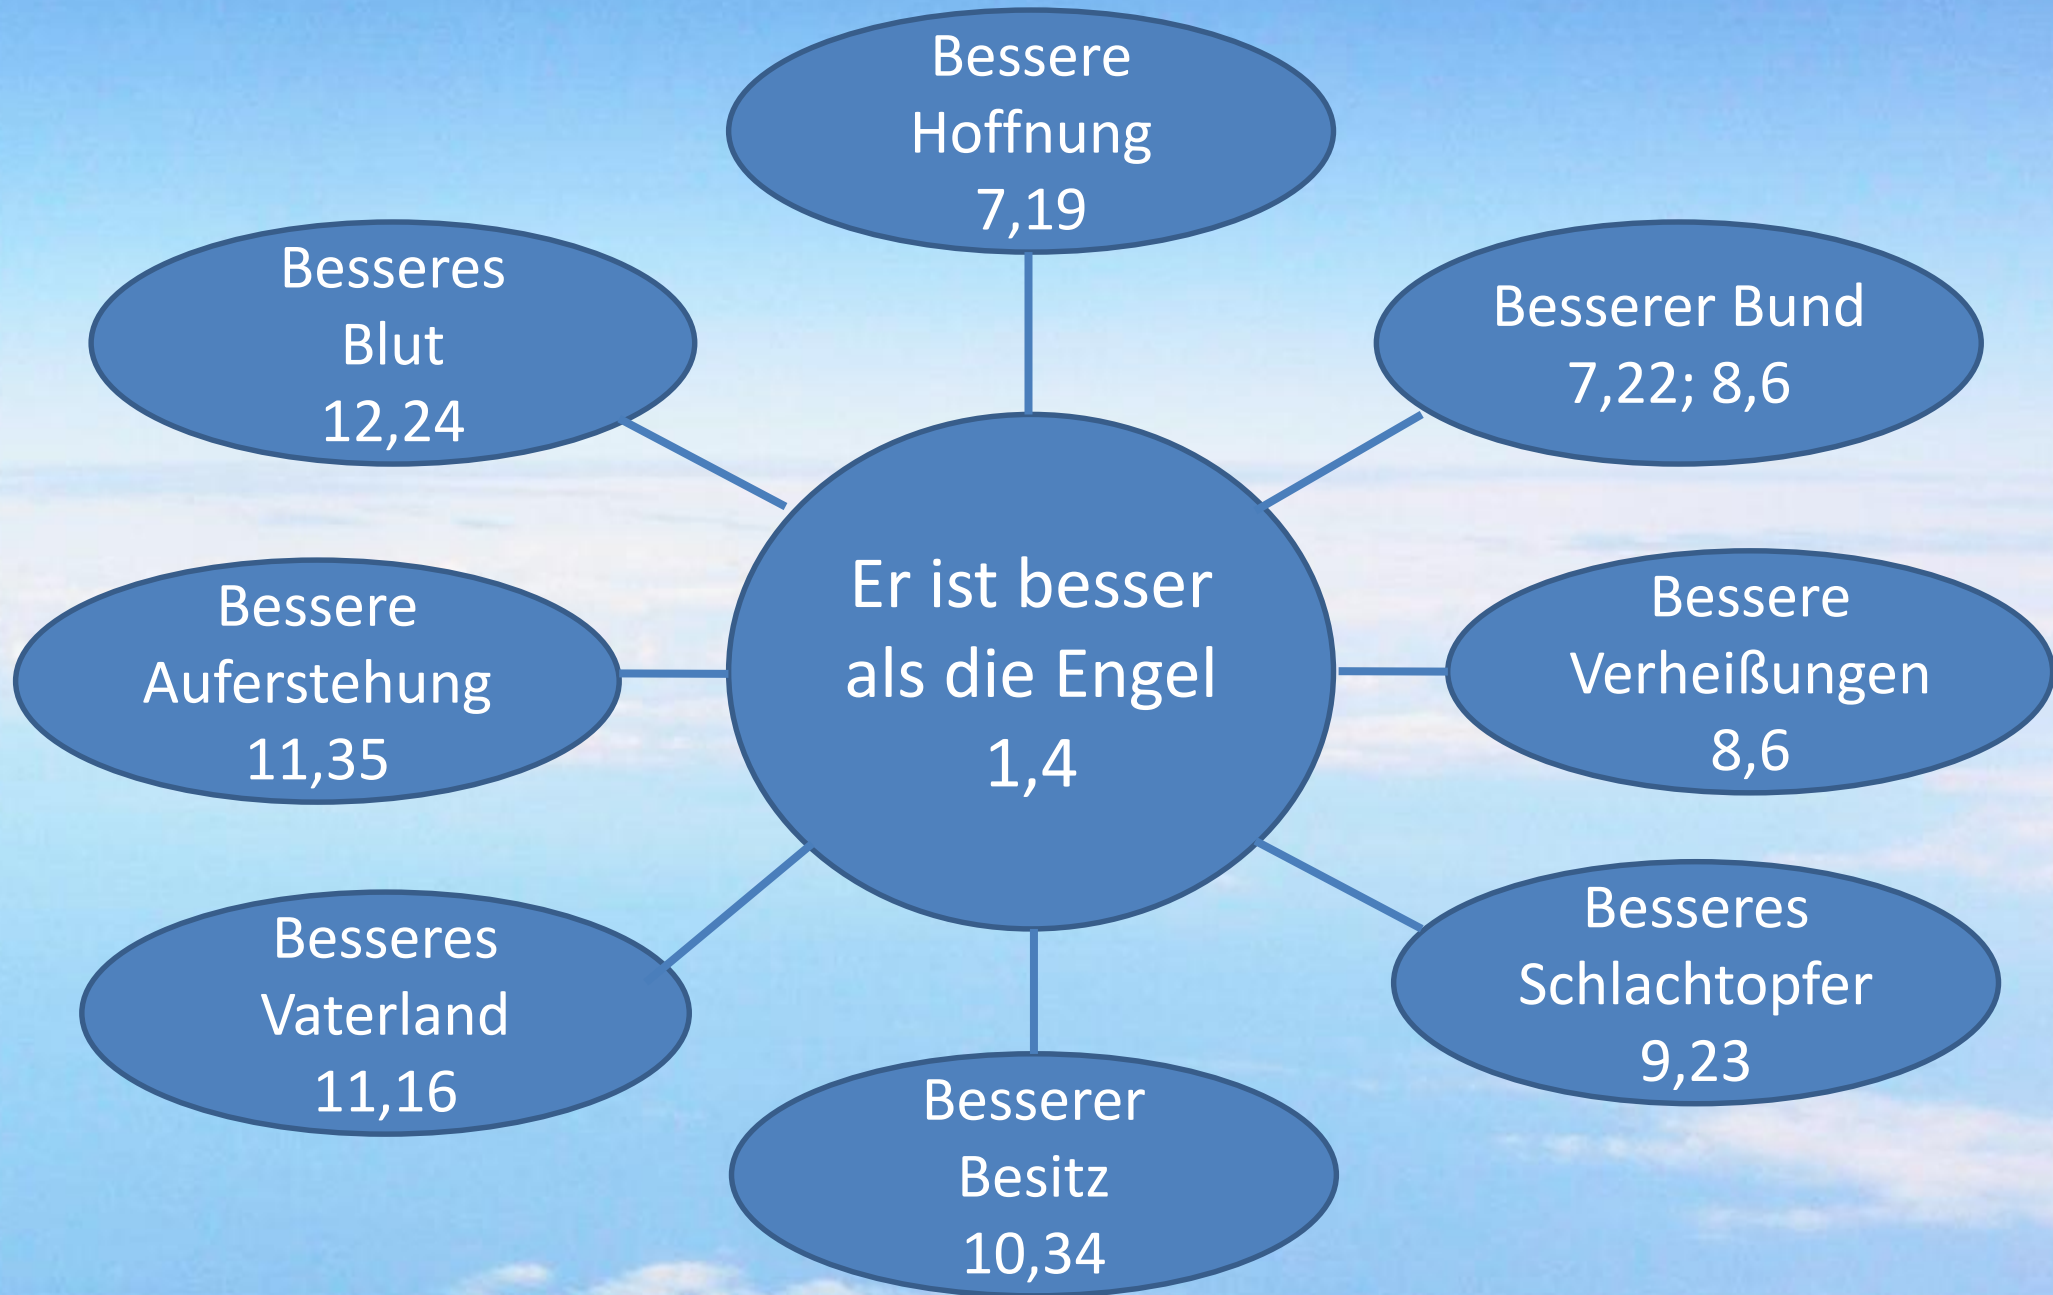 Bessere
Hoffnung
7,19
Besserer Bund
7,22; 8,6
Bessere
Verheißungen
8,6
Besseres
Schlachtopfer
9,23
Besserer
Besitz
10,34
Besseres
Vaterland
11,16
Bessere
Auferstehung
11,35
Besseres
Blut
12,24
Er ist besser
als die Engel
1,4